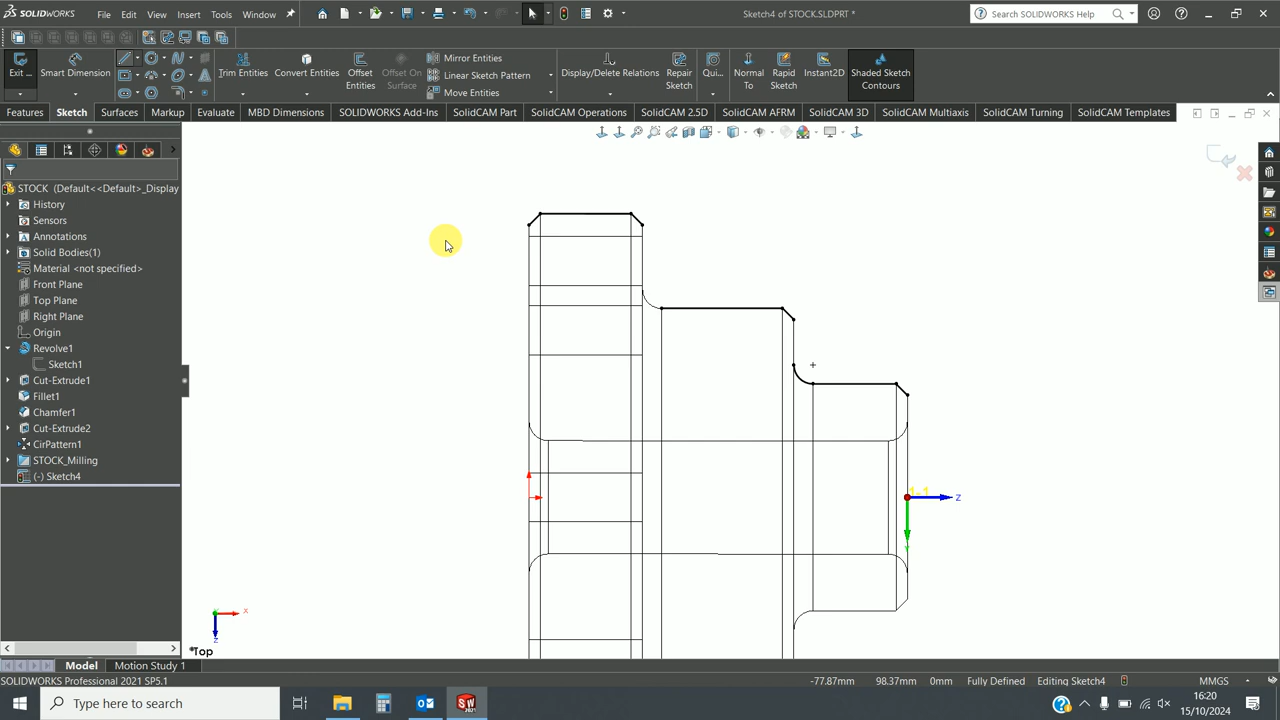 SOLIDWORKS File Edit View Insert Tools Window Sketch4 of STOCK.SLDPRT * Search SOLIDWORKS Help
Exit ... Smart Dimension Trim Entities Convert Entities Offset Entities Offset On Surface Mirror Entities Linear Sketch Pattern Move Entities Display/Delete Relations Repair Sketch Qui... Normal To Rapid Sketch Instant2D Shaded Sketch Contours
Features Sketch Surfaces Markup Evaluate MBD Dimensions SOLIDWORKS Add-Ins SolidCAM Part SolidCAM Operations SolidCAM 2.5D SolidCAM AFRM SolidCAM 3D SolidCAM Multiaxis SolidCAM Turning SolidCAM Templates
STOCK (Default<<Default>_Display
History
Sensors
Annotations
Solid Bodies(1)
Material <not specified>
Front Plane
Top Plane
Right Plane
Origin
Revolve1
Sketch1
Cut-Extrude1
Fillet1
Chamfer1
Cut-Extrude2
CirPattern1
STOCK_Milling
(-) Sketch4
1-1
z
x
z
*Top
Model Motion Study 1
SOLIDWORKS Professional 2021 SP5.1 -77.87mm 98.37mm 0mm Fully Defined Editing Sketch4 MMGS
Type here to search
SW
2021
16:20
15/10/2024